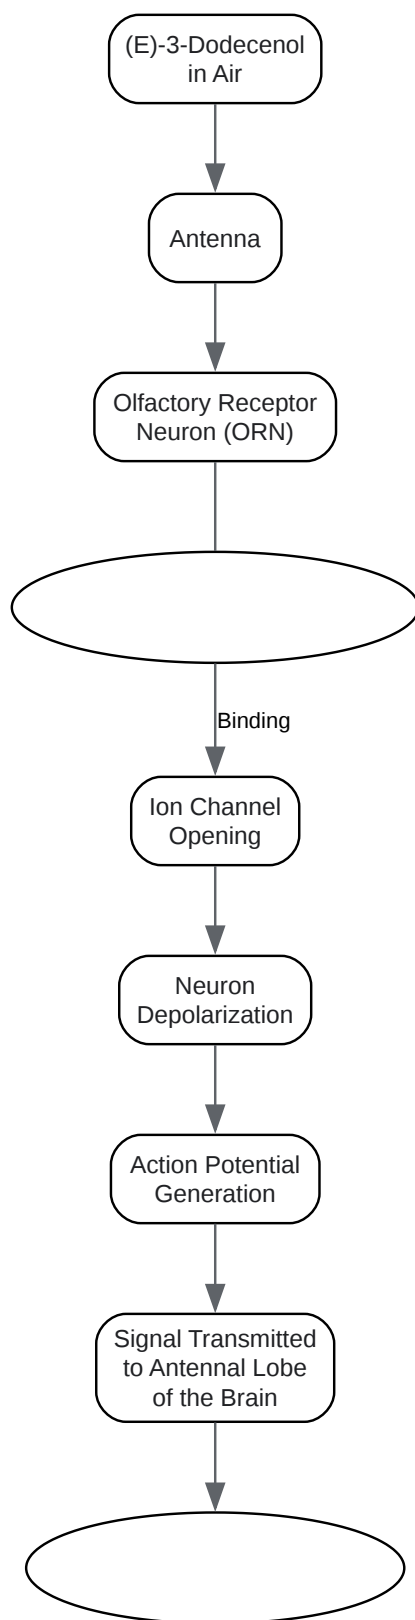 (E)-3-Dodecenol
in Air
Antenna
Olfactory Receptor
Neuron (ORN)
Binding
Ion Channel
Opening
Neuron
Depolarization
Action Potential
Generation
Signal Transmitted
to Antennal Lobe
of the Brain